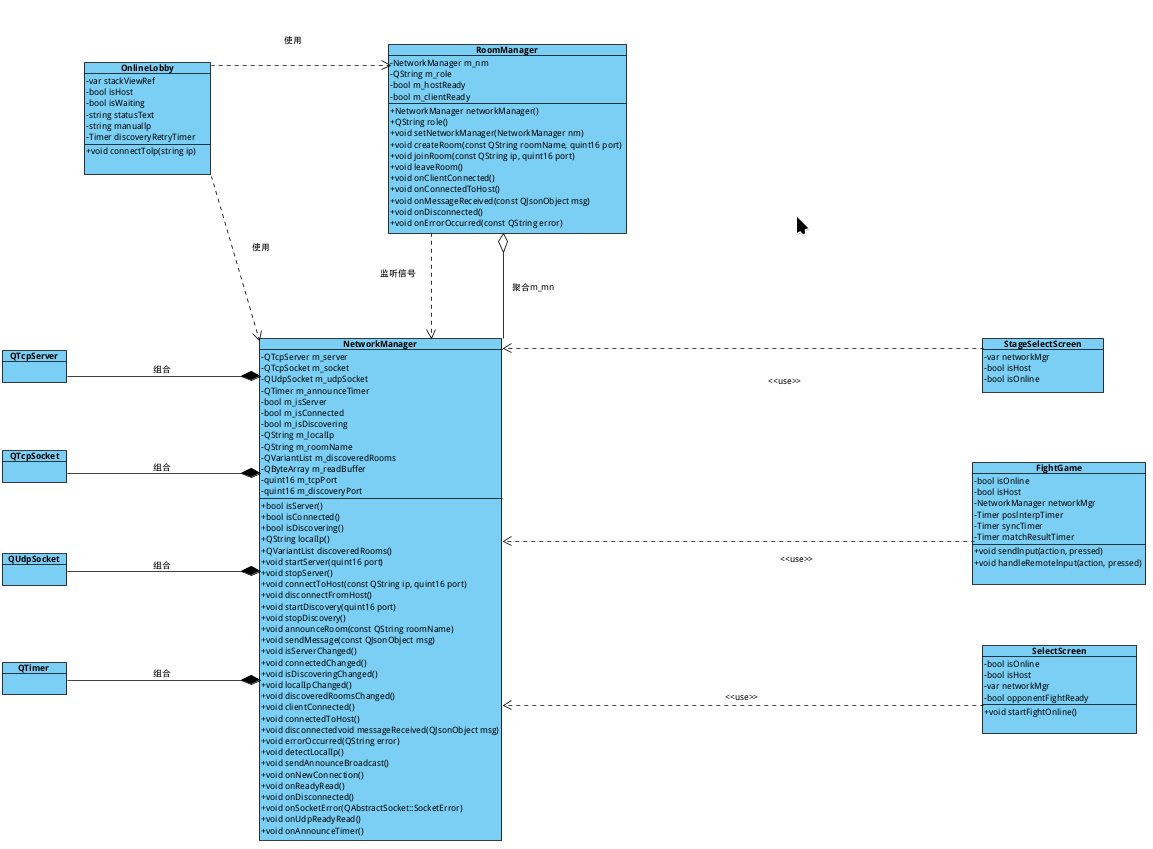 使用
RoomManager
-NetworkManager m_nm
-QString m_role
-bool m_hostReady
-bool m_clientReady
+NetworkManager networkManager()
+QString role()
+void setNetworkManager(NetworkManager nm)
+void createRoom(const QString roomName, quint16 port)
+void joinRoom(const QString ip, quint16 port)
+void leaveRoom()
+void onClientConnected()
+void onConnectedToHost()
+void onMessageReceived(const QJsonObject msg)
+void onDisconnected()
+void onErrorOccurred(const QString error)
OnlineLobby
-var stackViewRef
-bool isHost
-bool isWaiting
-string statusText
-string manualIp
-Timer discoveryRetryTimer
+void connectToIp(string ip)
使用
监听信号
聚合m_mn
QTcpServer
组合
QTcpSocket
组合
QUdpSocket
组合
QTimer
组合
NetworkManager
-QTcpServer m_server
-QTcpSocket m_socket
-QUdpSocket m_udpSocket
-QTimer m_announceTimer
-bool m_isServer
-bool m_isConnected
-bool m_isDiscovering
-QString m_localIp
-QString m_roomName
-QVariantList m_discoveredRooms
-QByteArray m_readBuffer
-quint16 m_tcpPort
-quint16 m_discoveryPort
+bool isServer()
+bool isConnected()
+bool isDiscovering()
+QString localIp()
+QVariantList discoveredRooms()
+void startServer(quint16 port)
+void stopServer()
+void connectToHost(const QString ip, quint16 port)
+void disconnectFromHost()
+void startDiscovery(quint16 port)
+void stopDiscovery()
+void announceRoom(const QString roomName)
+void sendMessage(const QJsonObject msg)
+void isServerChanged()
+void connectedChanged()
+void isDiscoveringChanged()
+void localIpChanged()
+void discoveredRoomsChanged()
+void clientConnected()
+void connectedToHost()
+void disconnectedvoid messageReceived(QJsonObject msg)
+void errorOccurred(QString error)
+void detectLocalIp()
+void sendAnnounceBroadcast()
+void onNewConnection()
+void onReadyRead()
+void onDisconnected()
+void onSocketError(QAbstractSocket::SocketError)
+void onUdpReadyRead()
+void onAnnounceTimer()
<<use>>
StageSelectScreen
-var networkMgr
-bool isHost
-bool isOnline
<<use>>
FightGame
-bool isOnline
-bool isHost
-NetworkManager networkMgr
-Timer posInterpTimer
-Timer syncTimer
-Timer matchResultTimer
+void sendInput(action, pressed)
+void handleRemoteInput(action, pressed)
<<use>>
SelectScreen
-bool isOnline
-bool isHost
-var networkMgr
-bool opponentFightReady
+void startFightOnline()